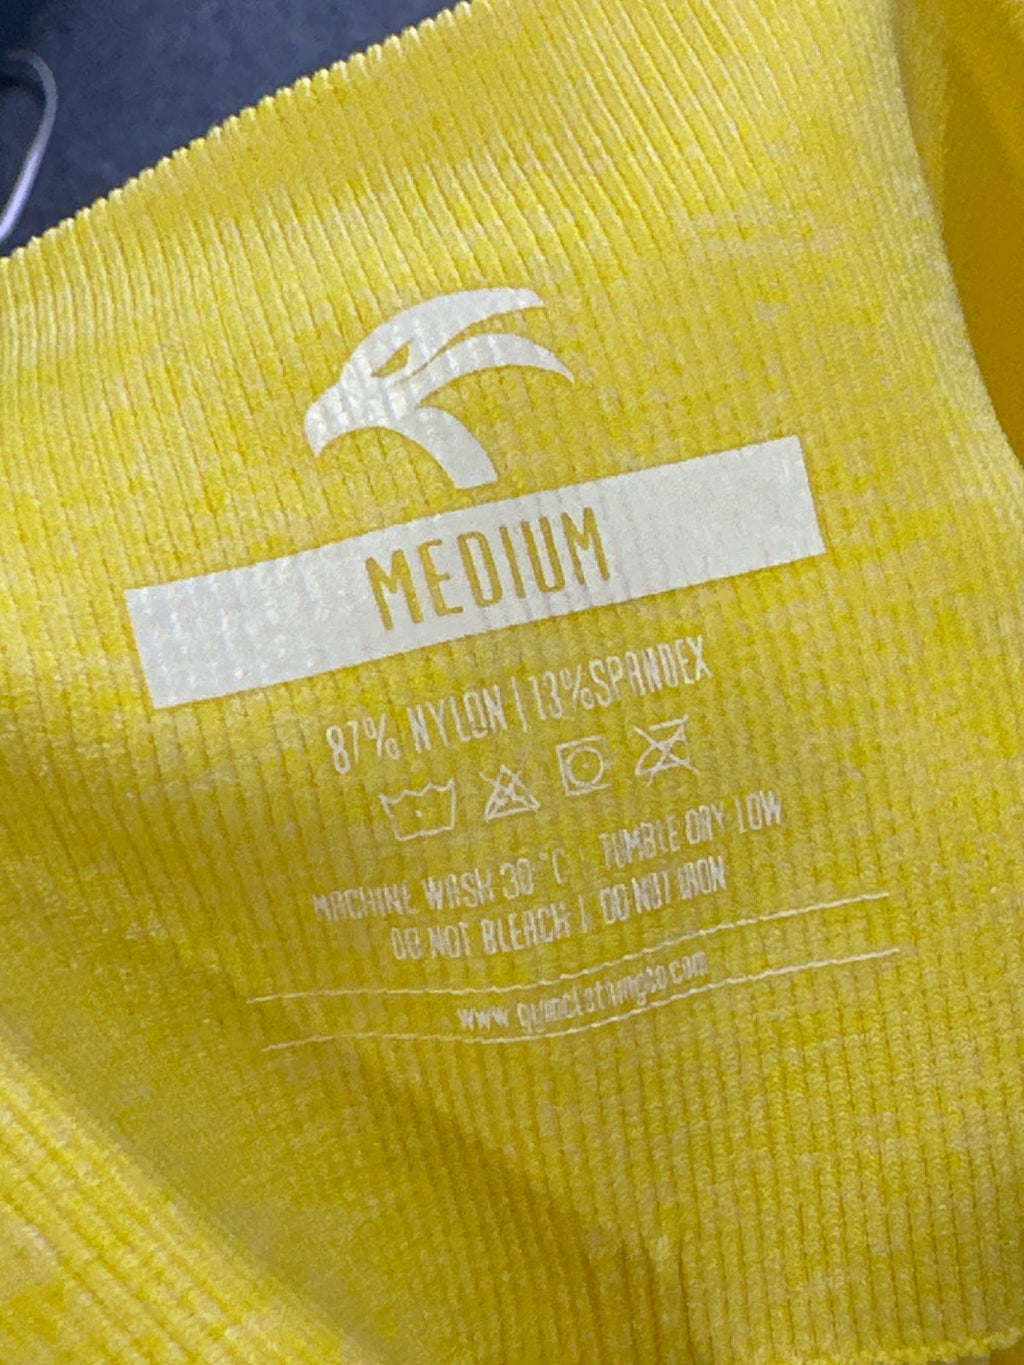 MEDIUM
87% NYLON | 13%SPANDEX
MACHINE WASH 30 °C | TUMBLE DRY LOW
DO NOT BLEACH / DO NOT IRON